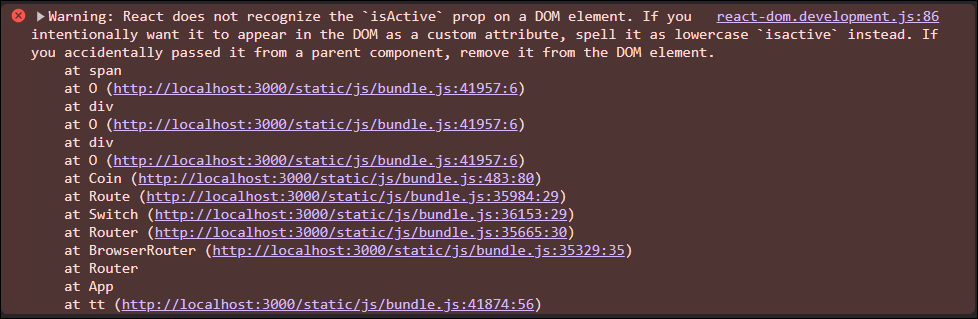 Warning: React does not recognize the `isActive` prop on a DOM element. If you react-dom.development.js:86
intentionally want it to appear in the DOM as a custom attribute, spell it as lowercase `isactive` instead. If
you accidentally passed it from a parent component, remove it from the DOM element.
at span
at O (http://localhost:3000/static/js/bundle.js:41957:6)
at div
at O (http://localhost:3000/static/js/bundle.js:41957:6)
at div
at O (http://localhost:3000/static/js/bundle.js:41957:6)
at Coin (http://localhost:3000/static/js/bundle.js:483:80)
at Route (http://localhost:3000/static/js/bundle.js:35984:29)
at Switch (http://localhost:3000/static/js/bundle.js:36153:29)
at Router (http://localhost:3000/static/js/bundle.js:35665:30)
at BrowserRouter (http://localhost:3000/static/js/bundle.js:35329:35)
at Router
at App
at tt (http://localhost:3000/static/js/bundle.js:41874:56)